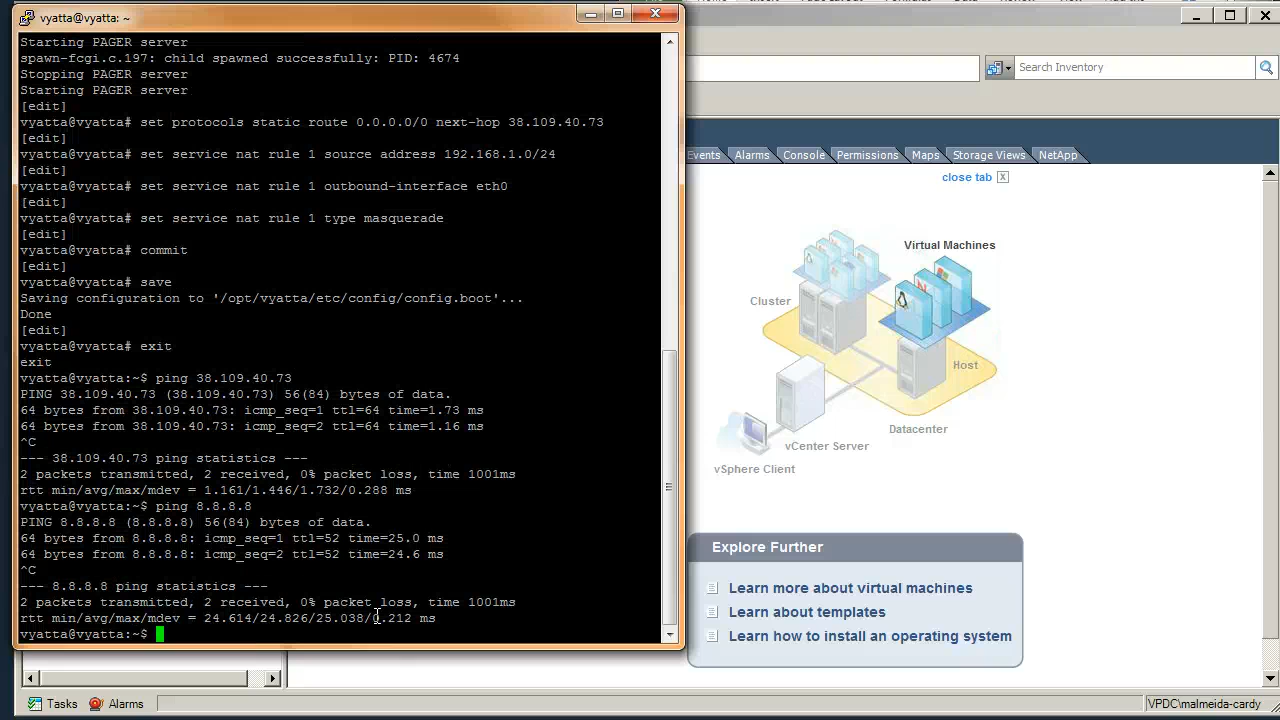 vyatta@vyatta: ~
Starting PAGER server
spawn-fcgi.c.197: child spawned successfully: PID: 4674
Stopping PAGER server
Starting PAGER server
[edit]
vyatta@vyatta# set protocols static route 0.0.0.0/0 next-hop 38.109.40.73
[edit]
vyatta@vyatta# set service nat rule 1 source address 192.168.1.0/24
[edit]
vyatta@vyatta# set service nat rule 1 outbound-interface eth0
[edit]
vyatta@vyatta# set service nat rule 1 type masquerade
[edit]
vyatta@vyatta# commit
[edit]
vyatta@vyatta# save
Saving configuration to '/opt/vyatta/etc/config/config.boot'...
Done
[edit]
vyatta@vyatta# exit
exit
vyatta@vyatta:~$ ping 38.109.40.73
PING 38.109.40.73 (38.109.40.73) 56(84) bytes of data.
64 bytes from 38.109.40.73: icmp_seq=1 ttl=64 time=1.73 ms
64 bytes from 38.109.40.73: icmp_seq=2 ttl=64 time=1.16 ms
^C
--- 38.109.40.73 ping statistics ---
2 packets transmitted, 2 received, 0% packet loss, time 1001ms
rtt min/avg/max/mdev = 1.161/1.446/1.732/0.288 ms
vyatta@vyatta:~$ ping 8.8.8.8
PING 8.8.8.8 (8.8.8.8) 56(84) bytes of data.
64 bytes from 8.8.8.8: icmp_seq=1 ttl=52 time=25.0 ms
64 bytes from 8.8.8.8: icmp_seq=2 ttl=52 time=24.6 ms
^C
--- 8.8.8.8 ping statistics ---
2 packets transmitted, 2 received, 0% packet loss, time 1001ms
rtt min/avg/max/mdev = 24.614/24.826/25.038/0.212 ms
vyatta@vyatta:~$
Search Inventory
Events Alarms Console Permissions Maps Storage Views NetApp
close tab x
Virtual Machines
Cluster
Host
Datacenter
vCenter Server
vSphere Client
Explore Further
Learn more about virtual machines
Learn about templates
Learn how to install an operating system
Tasks Alarms
VPDC\malmeida-cardy